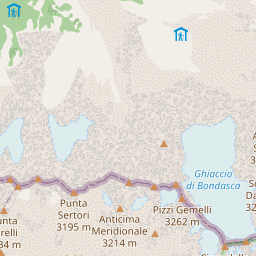 Ghiaccio
di Bondasca
Punta
Sertori
3195 m
Anticima
Meridionale
3214 m
Pizzi Gemelli
3262 m